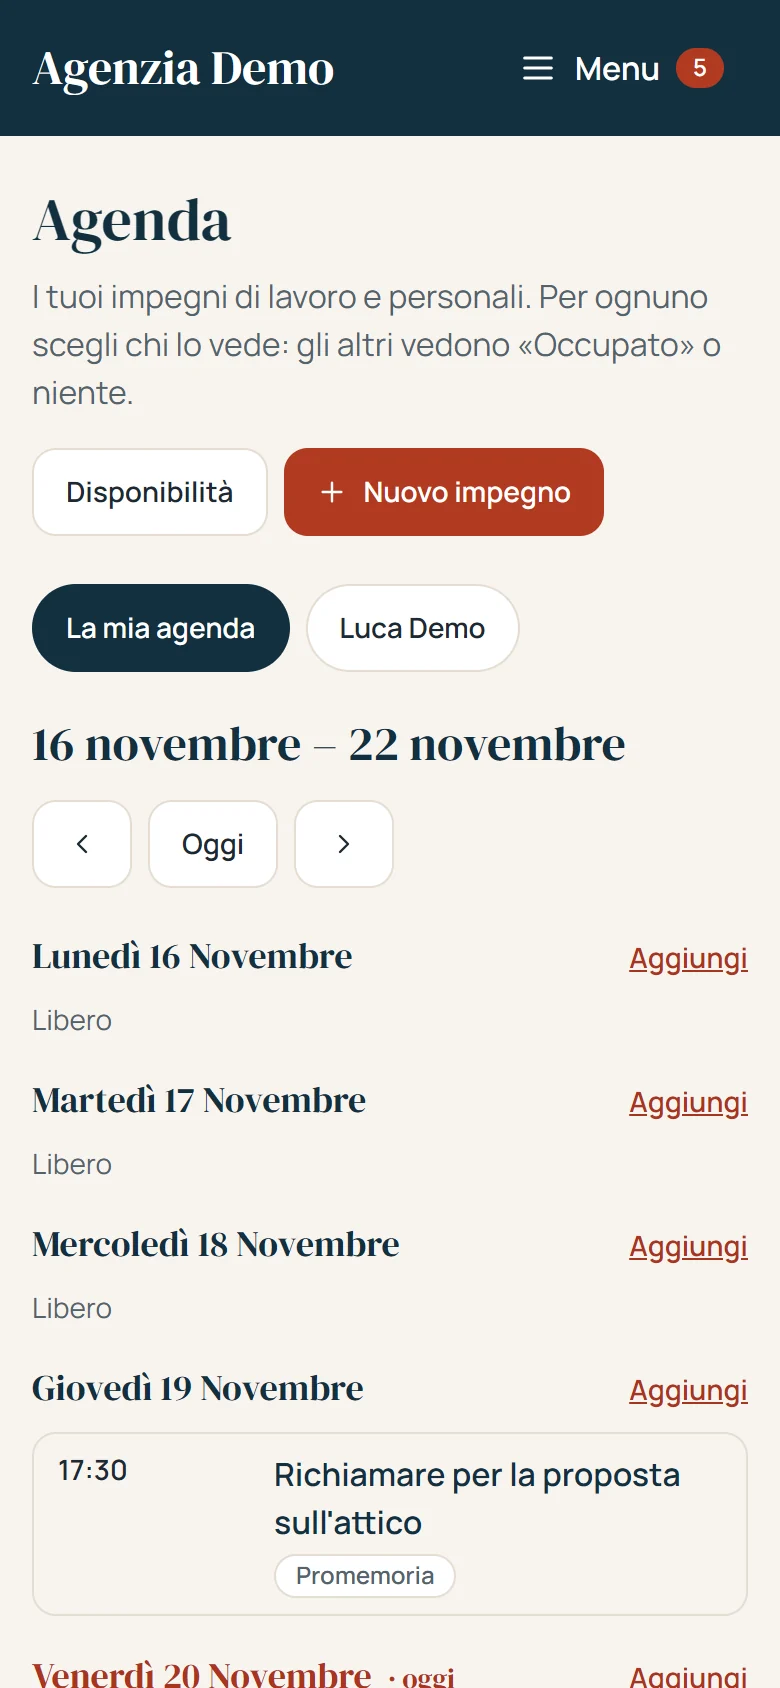 Agenzia Demo
Menu 5
Agenda
I tuoi impegni di lavoro e personali. Per ognuno
scegli chi lo vede: gli altri vedono «Occupato» o
niente.
Disponibilità
+ Nuovo impegno
La mia agenda
Luca Demo
16 novembre – 22 novembre
Oggi
Lunedì 16 Novembre
Aggiungi
Libero
Martedì 17 Novembre
Aggiungi
Libero
Mercoledì 18 Novembre
Aggiungi
Libero
Giovedì 19 Novembre
Aggiungi
17:30
Richiamare per la proposta
sull'attico
Promemoria
Venerdì 20 Novembre · oggi
Aggiungi